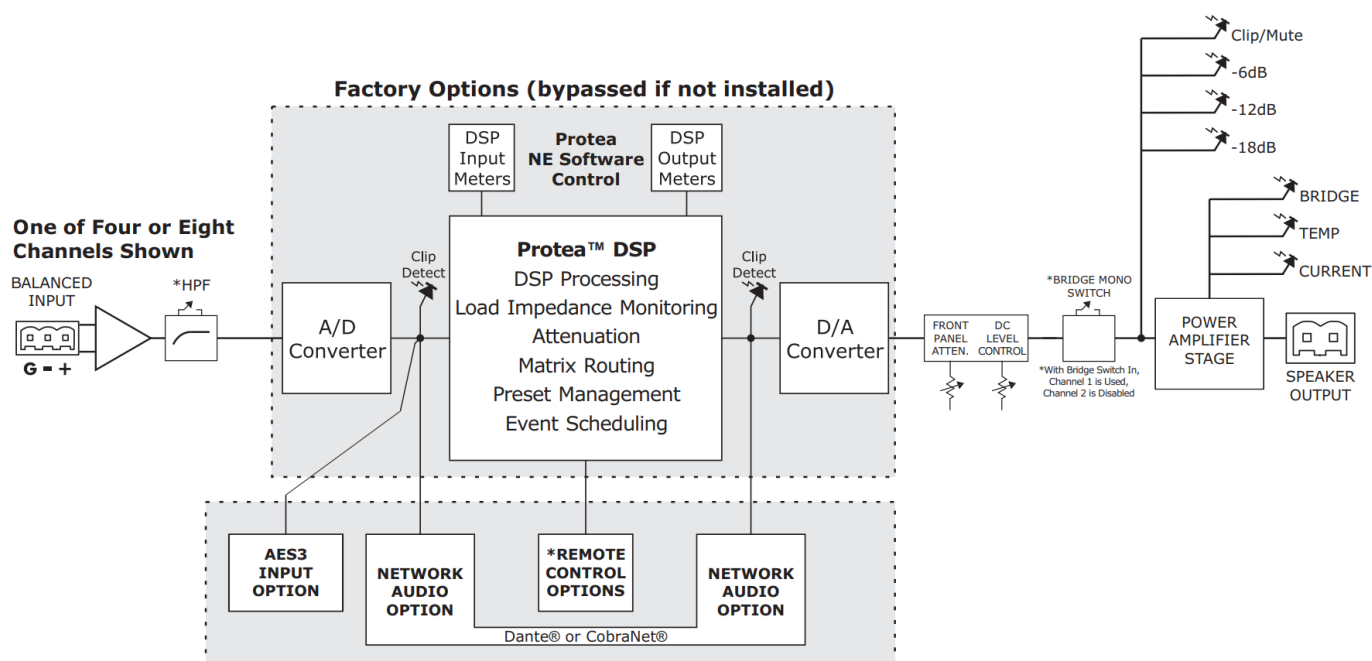 Clip/Mute
-6dB
-12dB
-18dB
Factory Options (bypassed if not installed)
DSP
Input
Meters
Protea
NE Software
Control
DSP
Output
Meters
BRIDGE
TEMP
CURRENT
One of Four or Eight
Channels Shown
BALANCED
INPUT
G - +
*HPF
A/D
Converter
Clip
Detect
Protea™ DSP
DSP Processing
Load Impedance Monitoring
Attenuation
Matrix Routing
Preset Management
Event Scheduling
Clip
Detect
D/A
Converter
FRONT
PANEL
ATTEN.
DC
LEVEL
CONTROL
*BRIDGE MONO
SWITCH
*With Bridge Switch In,
Channel 1 is Used,
Channel 2 is Disabled
POWER
AMPLIFIER
STAGE
SPEAKER
OUTPUT
AES3
INPUT
OPTION
NETWORK
AUDIO
OPTION
*REMOTE
CONTROL
OPTIONS
NETWORK
AUDIO
OPTION
Dante® or CobraNet®